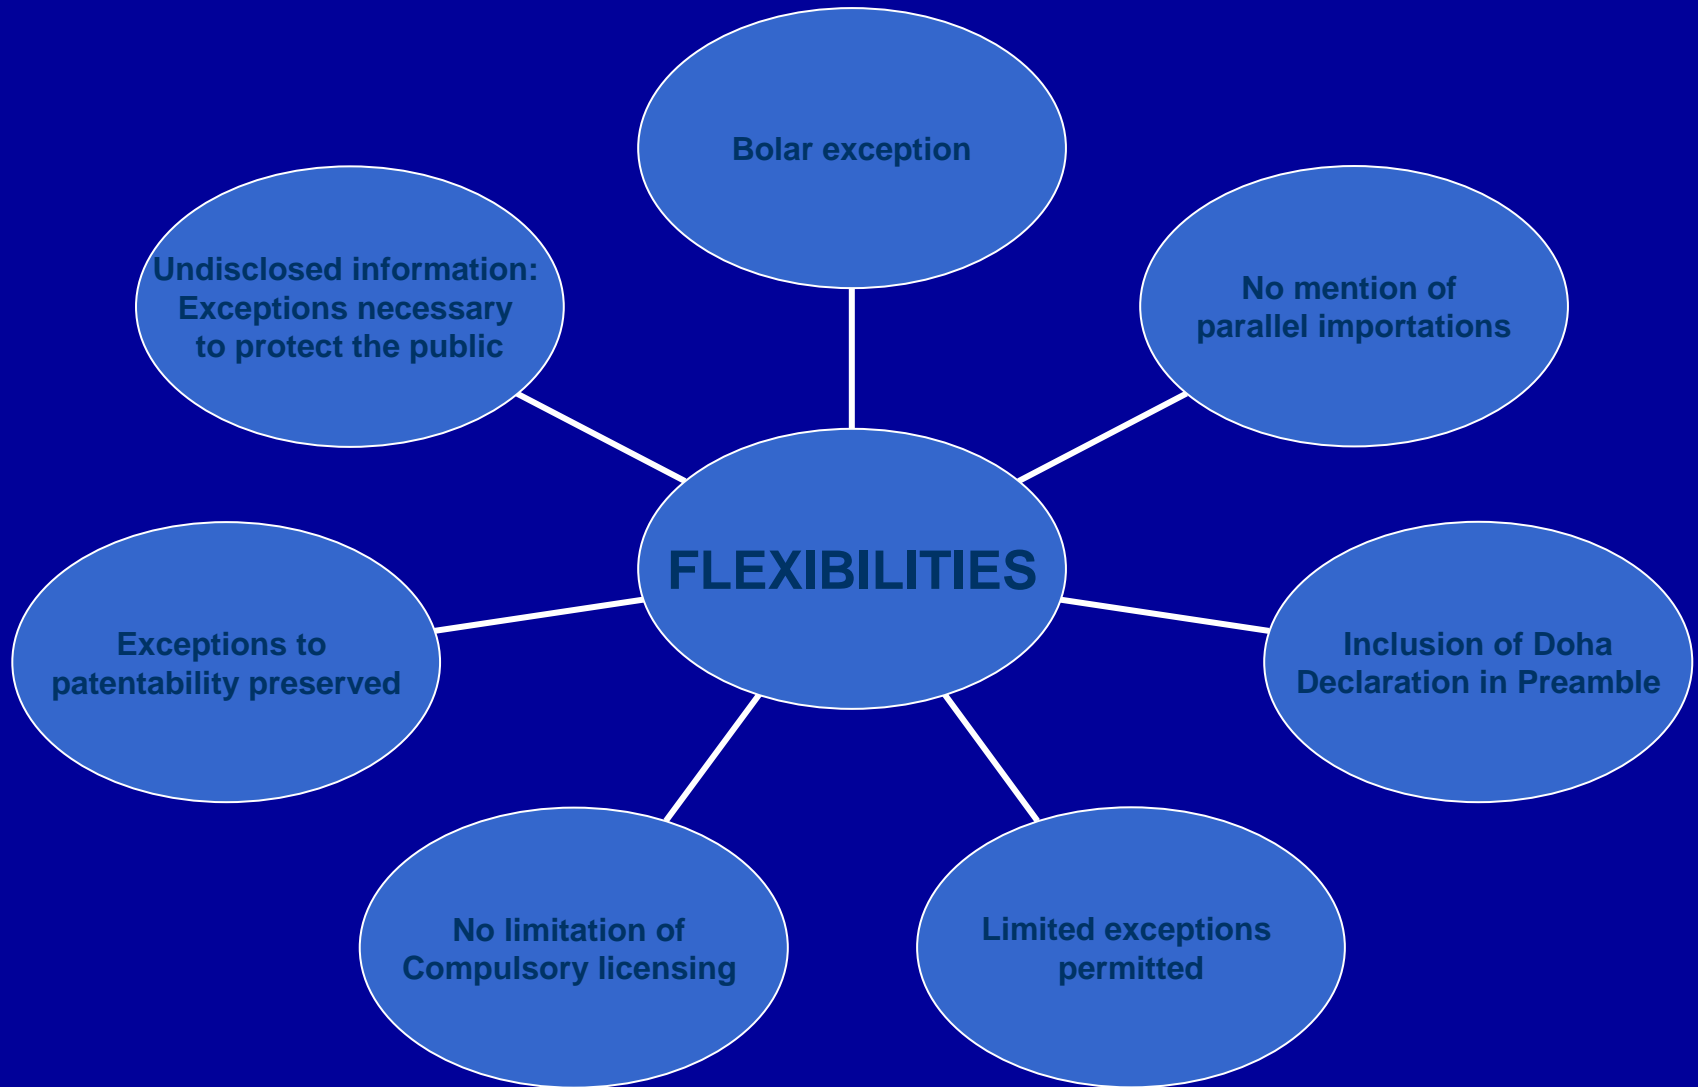 Bolar exception
Undisclosed information:
Exceptions necessary
to protect the public
No mention of
parallel importations
FLEXIBILITIES
Exceptions to
patentability preserved
Inclusion of Doha
Declaration in Preamble
No limitation of
Compulsory licensing
Limited exceptions
permitted